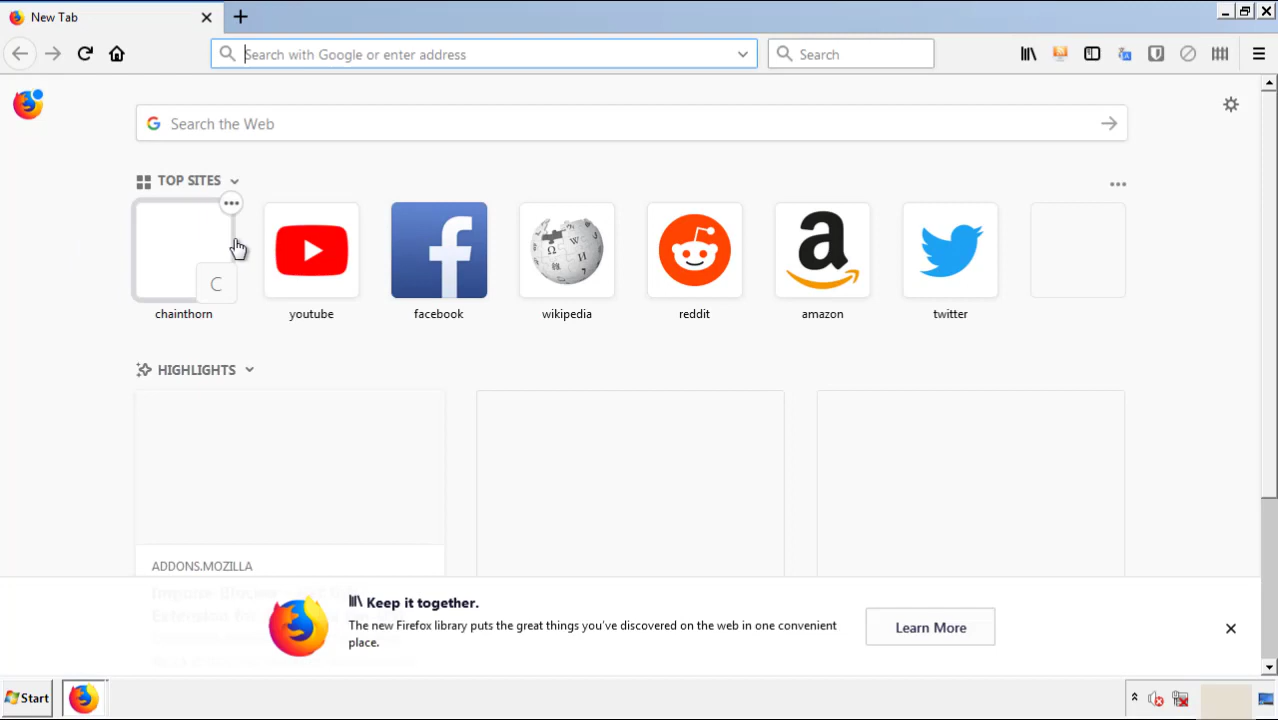 New Tab
Search with Google or enter address
Search
Search the Web
TOP SITES
C
chainthorn
youtube
facebook
wikipedia
reddit
amazon
twitter
HIGHLIGHTS
ADDONS.MOZILLA
Keep it together.
The new Firefox library puts the great things you've discovered on the web in one convenient
place.
Learn More
Start